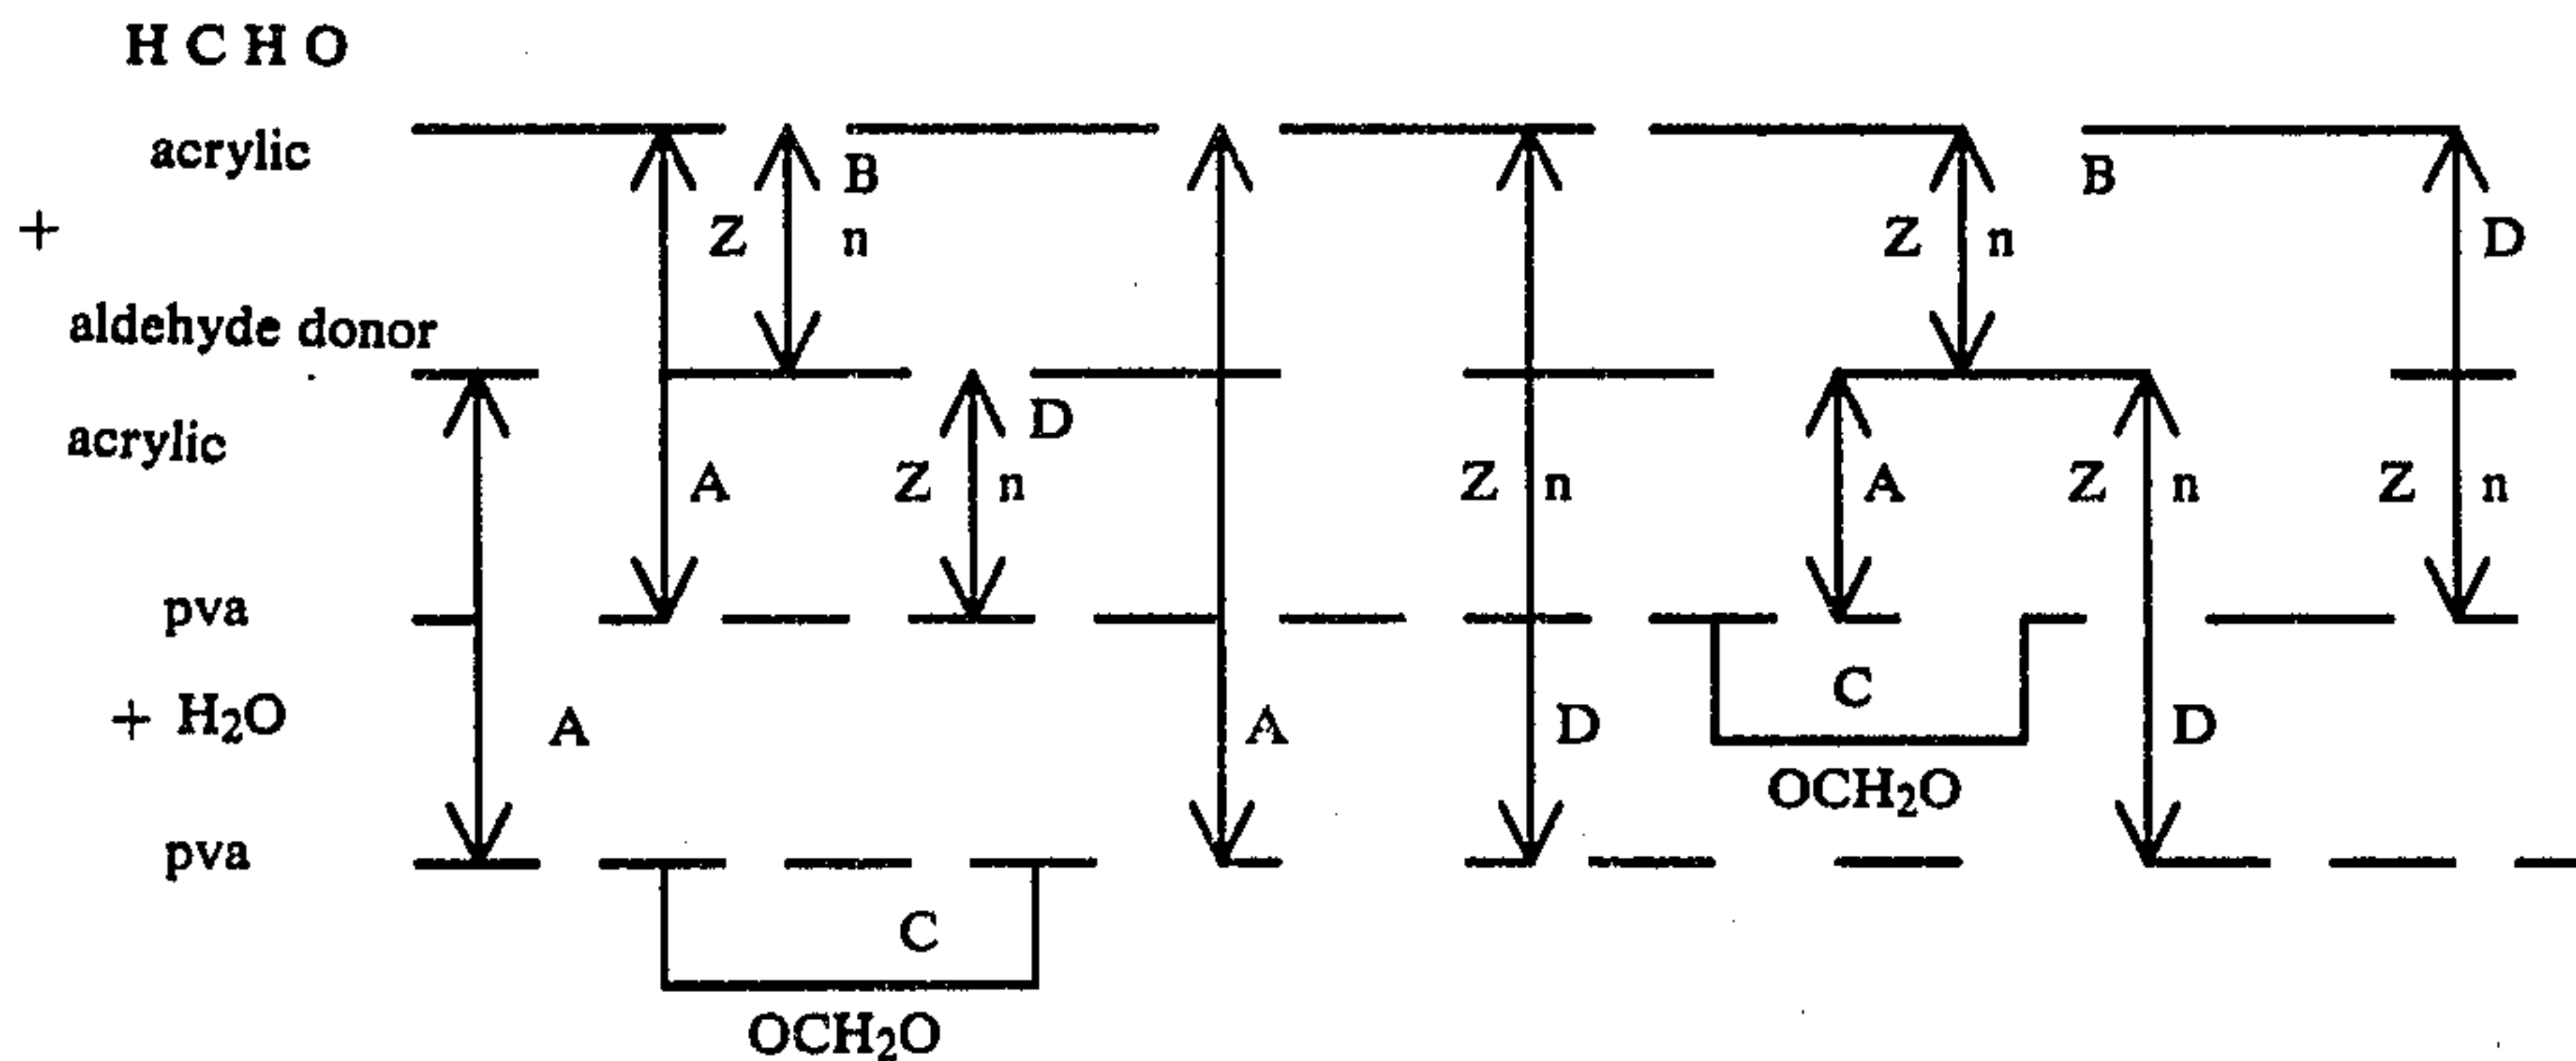 H C H O
acrylic
B B
+ Z n Z n D
aldehyde donor
D
acrylic
A Z n Z n A Z n Z n
pva
C
+ H₂O A A D D
OCH₂O
pva
C
OCH₂O